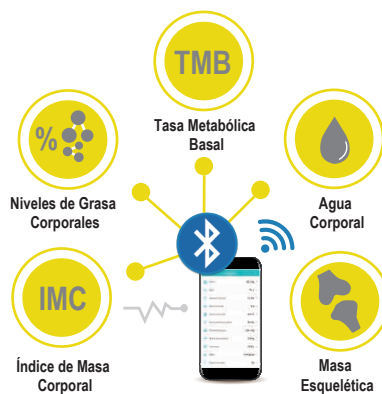 TMB
Tasa Metabólica
Basal
%
Niveles de Grasa
Corporales
Agua
Corporal
IMC
Índice de Masa
Corporal
Masa
Esquelética